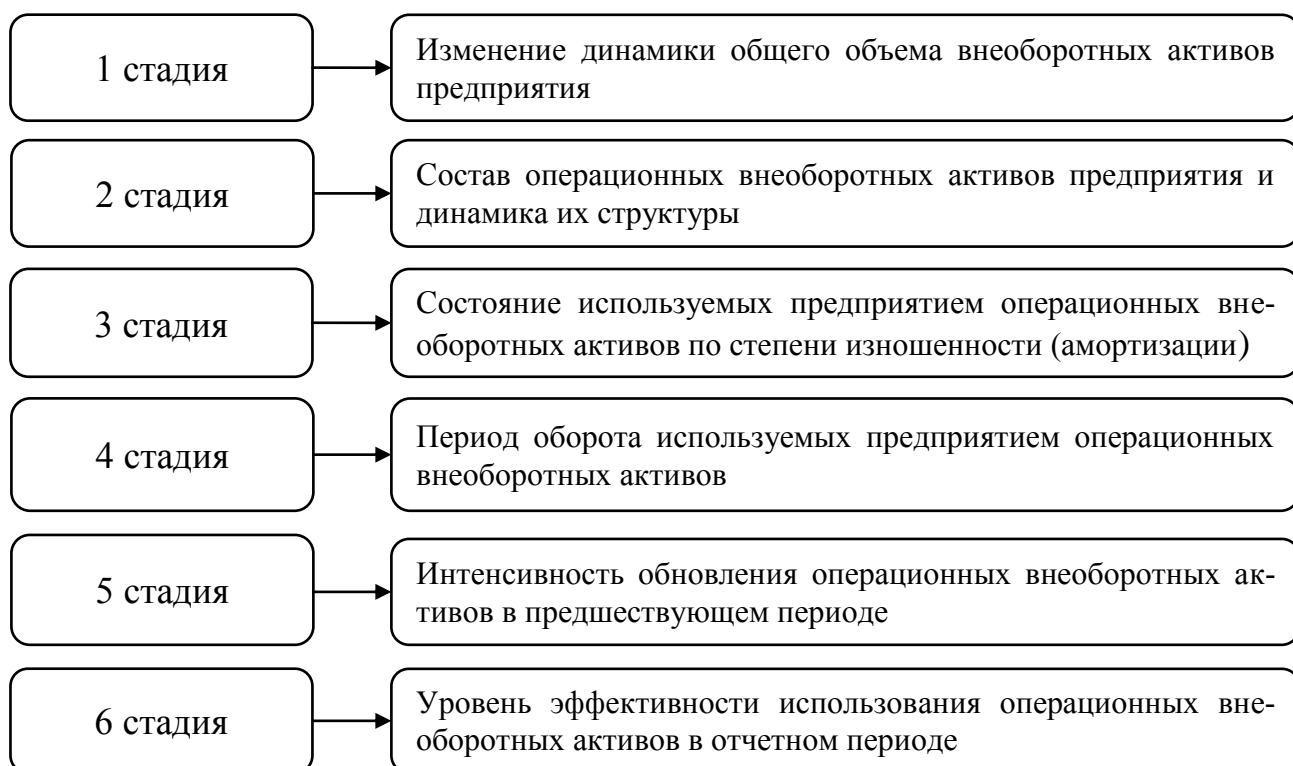 1 стадия
Изменение динамики общего объема внеоборотных активов
предприятия
2 стадия
Состав операционных внеоборотных активов предприятия и
динамика их структуры
3 стадия
Состояние используемых предприятием операционных вне-
оборотных активов по степени изношенности (амортизации)
4 стадия
Период оборота используемых предприятием операционных
внеоборотных активов
5 стадия
Интенсивность обновления операционных внеоборотных ак-
тивов в предшествующем периоде
6 стадия
Уровень эффективности использования операционных вне-
оборотных активов в отчетном периоде